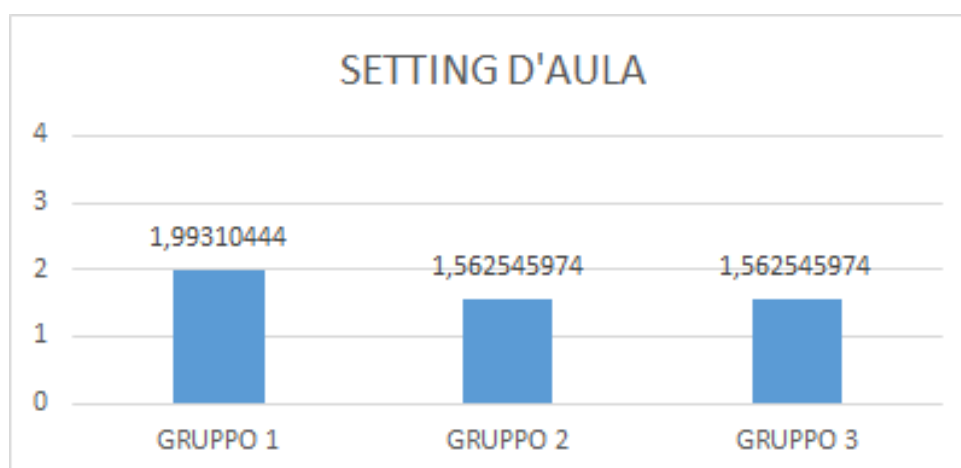 SETTING D'AULA
4
3
2
1
0
1,99310444
1,562545974
1,562545974
GRUPPO 1
GRUPPO 2
GRUPPO 3